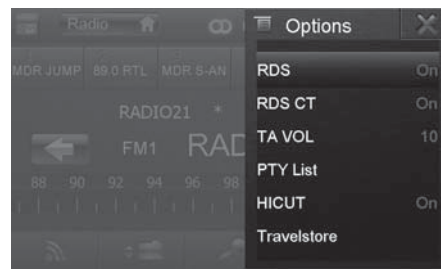 Radio
Options
MDR JUMP 89.0 RTL MDR S-AN
RDS On
RADIO21 *
RDS CT On
FM1 RAD
TA VOL 10
PTY List
88 90 92 94 96 98
HICUT On
Travelstore